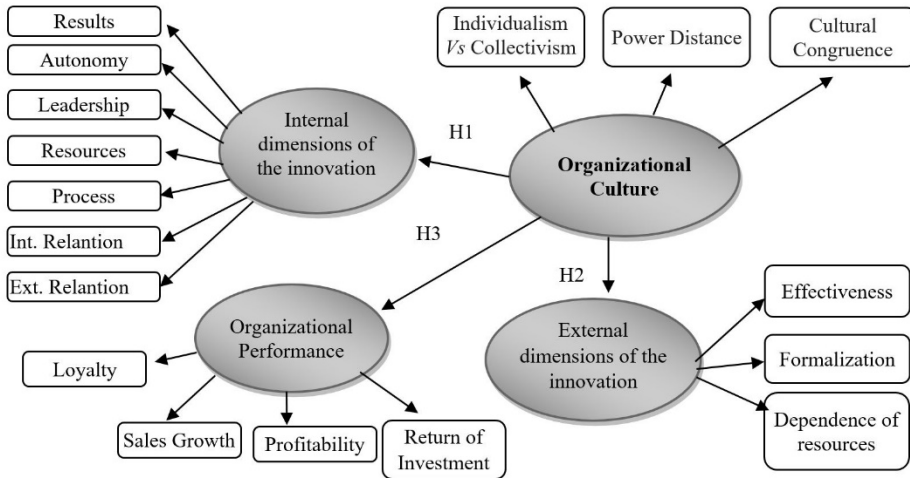 Results
Autonomy
Leadership
Resources
Process
Int. Relantion
Ext. Relantion
Internal
dimensions of
the innovation
H1
Individualism
Vs Collectivism
Power Distance
Cultural
Congruence
Organizational
Culture
H3
H2
Organizational
Performance
Loyalty
Sales Growth
Profitability
Return of
Investment
External
dimensions of the
innovation
Effectiveness
Formalization
Dependence of
resources